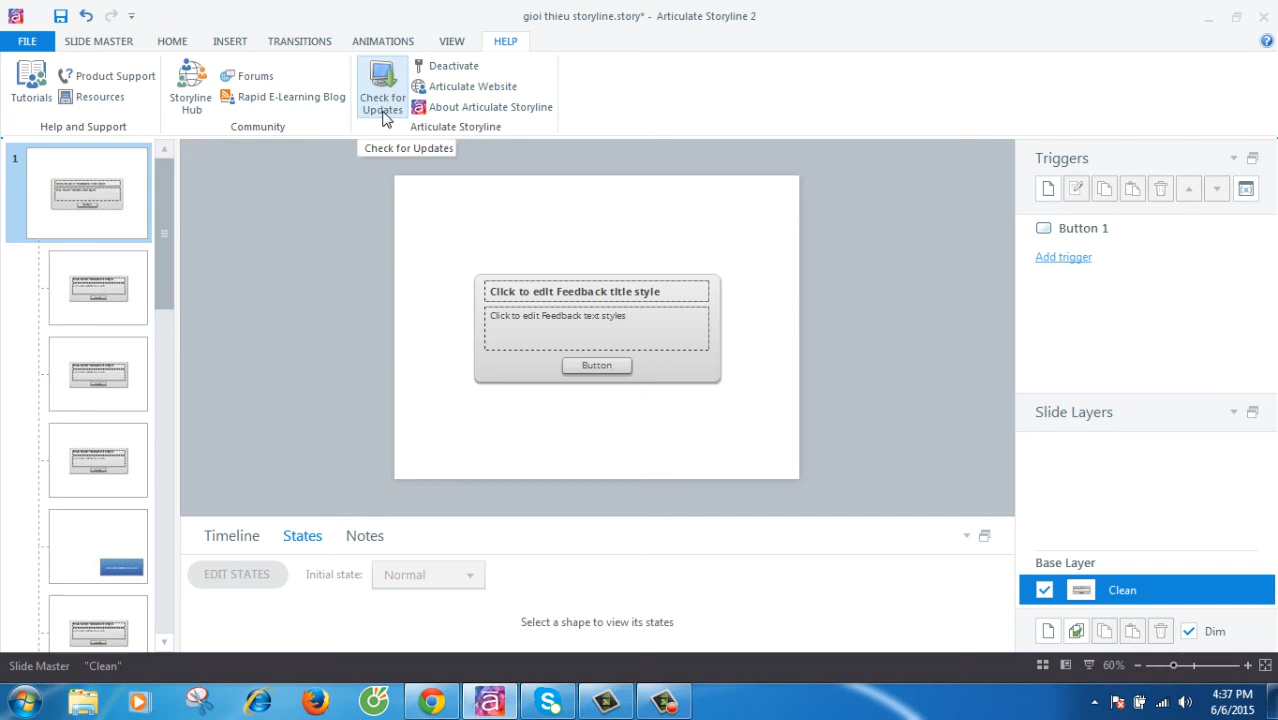 gioi thieu storyline.story* - Articulate Storyline 2
FILE SLIDE MASTER HOME INSERT TRANSITIONS ANIMATIONS VIEW HELP
Tutorials
Product Support
Resources
Help and Support
Storyline Hub
Forums
Rapid E-Learning Blog
Community
Check for Updates
Deactivate
Articulate Website
About Articulate Storyline
Articulate Storyline
Check for Updates
1
Click to edit Feedback title style
Click to edit Feedback text styles
Button
Triggers
Button 1
Add trigger
Slide Layers
Base Layer
Clean
Dim
Timeline States Notes
EDIT STATES Initial state: Normal
Select a shape to view its states
Slide Master "Clean"
60%
4:37 PM
6/6/2015